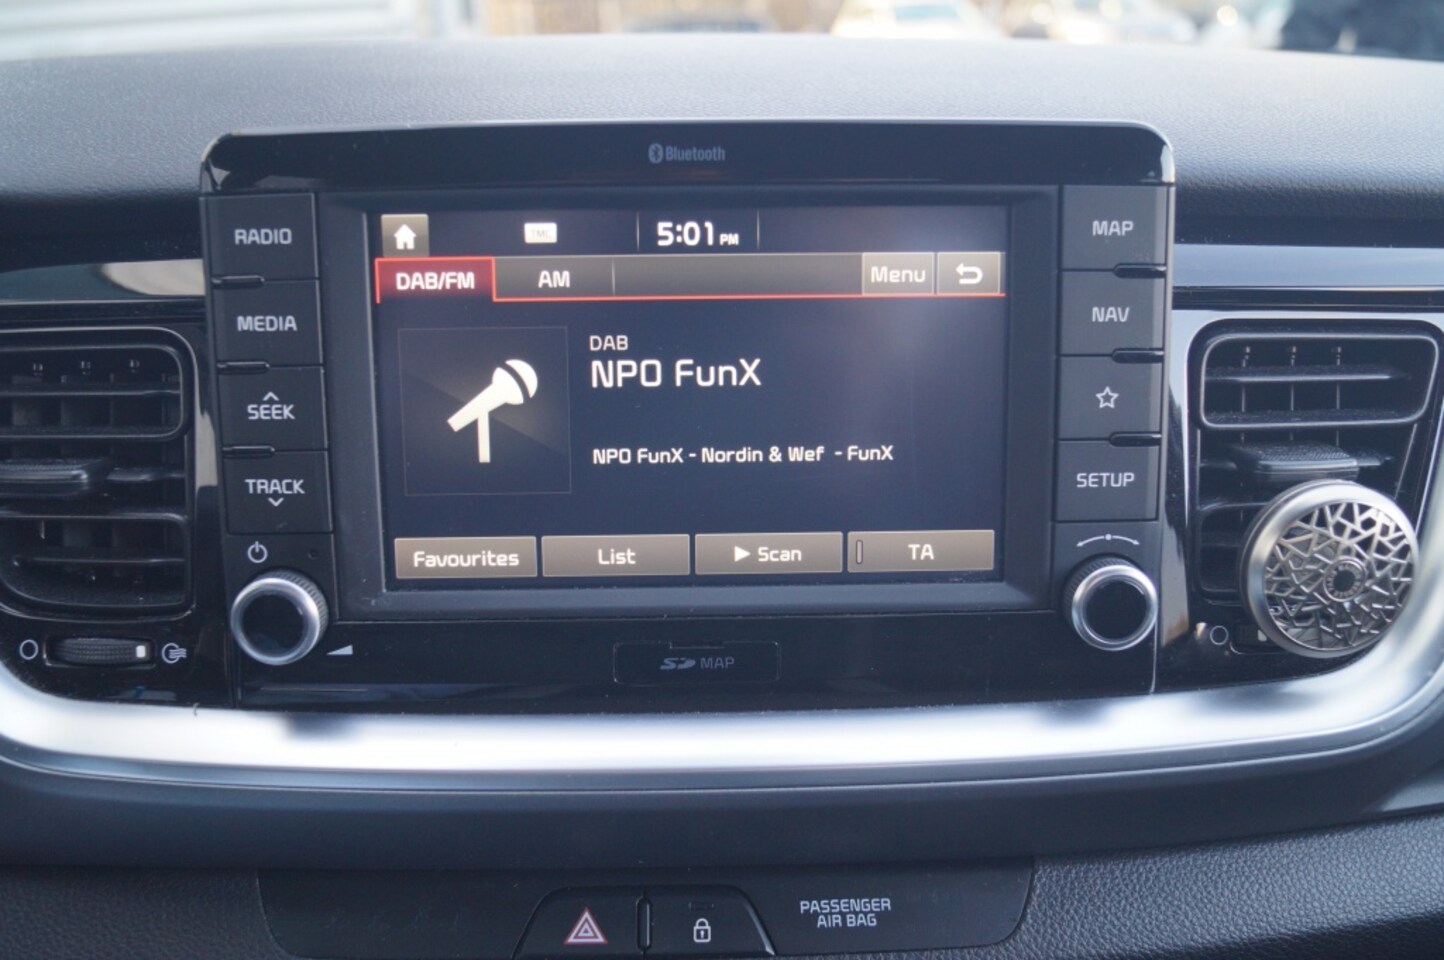 Bluetooth
RADIO
MEDIA
SEEK
TRACK
TMC
5:01 PM
DAB/FM
AM
Menu
DAB
NPO FunX
NPO FunX - Nordin & Wef - FunX
Favourites
List
Scan
TA
MAP
NAV
SETUP
SD MAP
PASSENGER
AIR BAG